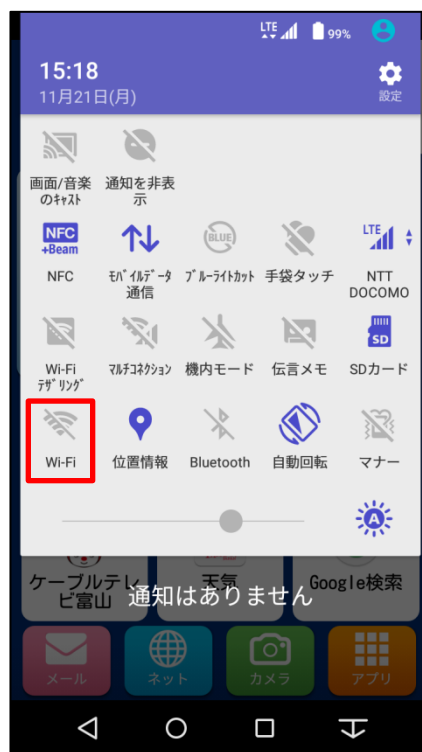 LTE 99%
15:18
11月21日(月)
設定
画面/音楽
のｷｬｽﾄ
通知を非表
示
NFC
+Beam
BLUE
LTE
NFC
ﾓﾊﾞｲﾙﾃﾞｰﾀ
通信
ﾌﾞﾙｰﾗｲﾄｶｯﾄ
手袋タッチ
NTT
DOCOMO
SD
Wi-Fi
ﾃｻﾞﾘﾝｸﾞ
ﾏﾙﾁｺﾈｸｼｮﾝ
機内モード
伝言メモ
SDカード
Wi-Fi
位置情報
Bluetooth
自動回転
マナー
A
ケーブルテレ
ビ富山
天気
Google検索
通知はありません
メール
ネット
カメラ
アプリ